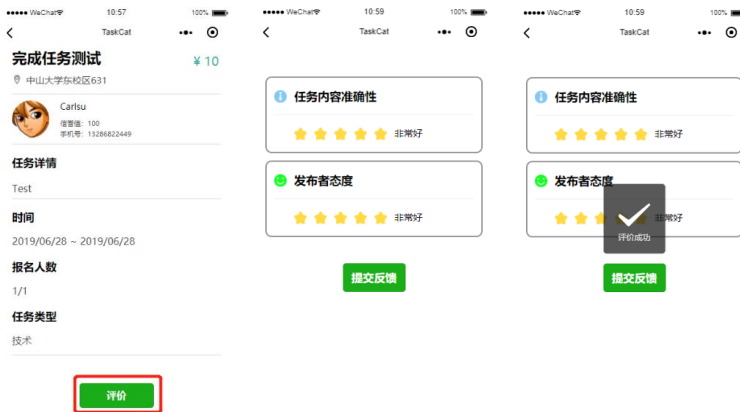 WeChat 10:57 100%
TaskCat
完成任务测试 ¥ 10
中山大学东校区631
Carlsu
信誉值: 100
手机号: 13286822449
任务详情
Test
时间
2019/06/28 ~ 2019/06/28
报名人数
1/1
任务类型
技术
评价
WeChat 10:59 100%
TaskCat
任务内容准确性
非常好
发布者态度
非常好
提交反馈
WeChat 10:59 100%
TaskCat
任务内容准确性
非常好
发布者态度
非常好
评价成功
提交反馈